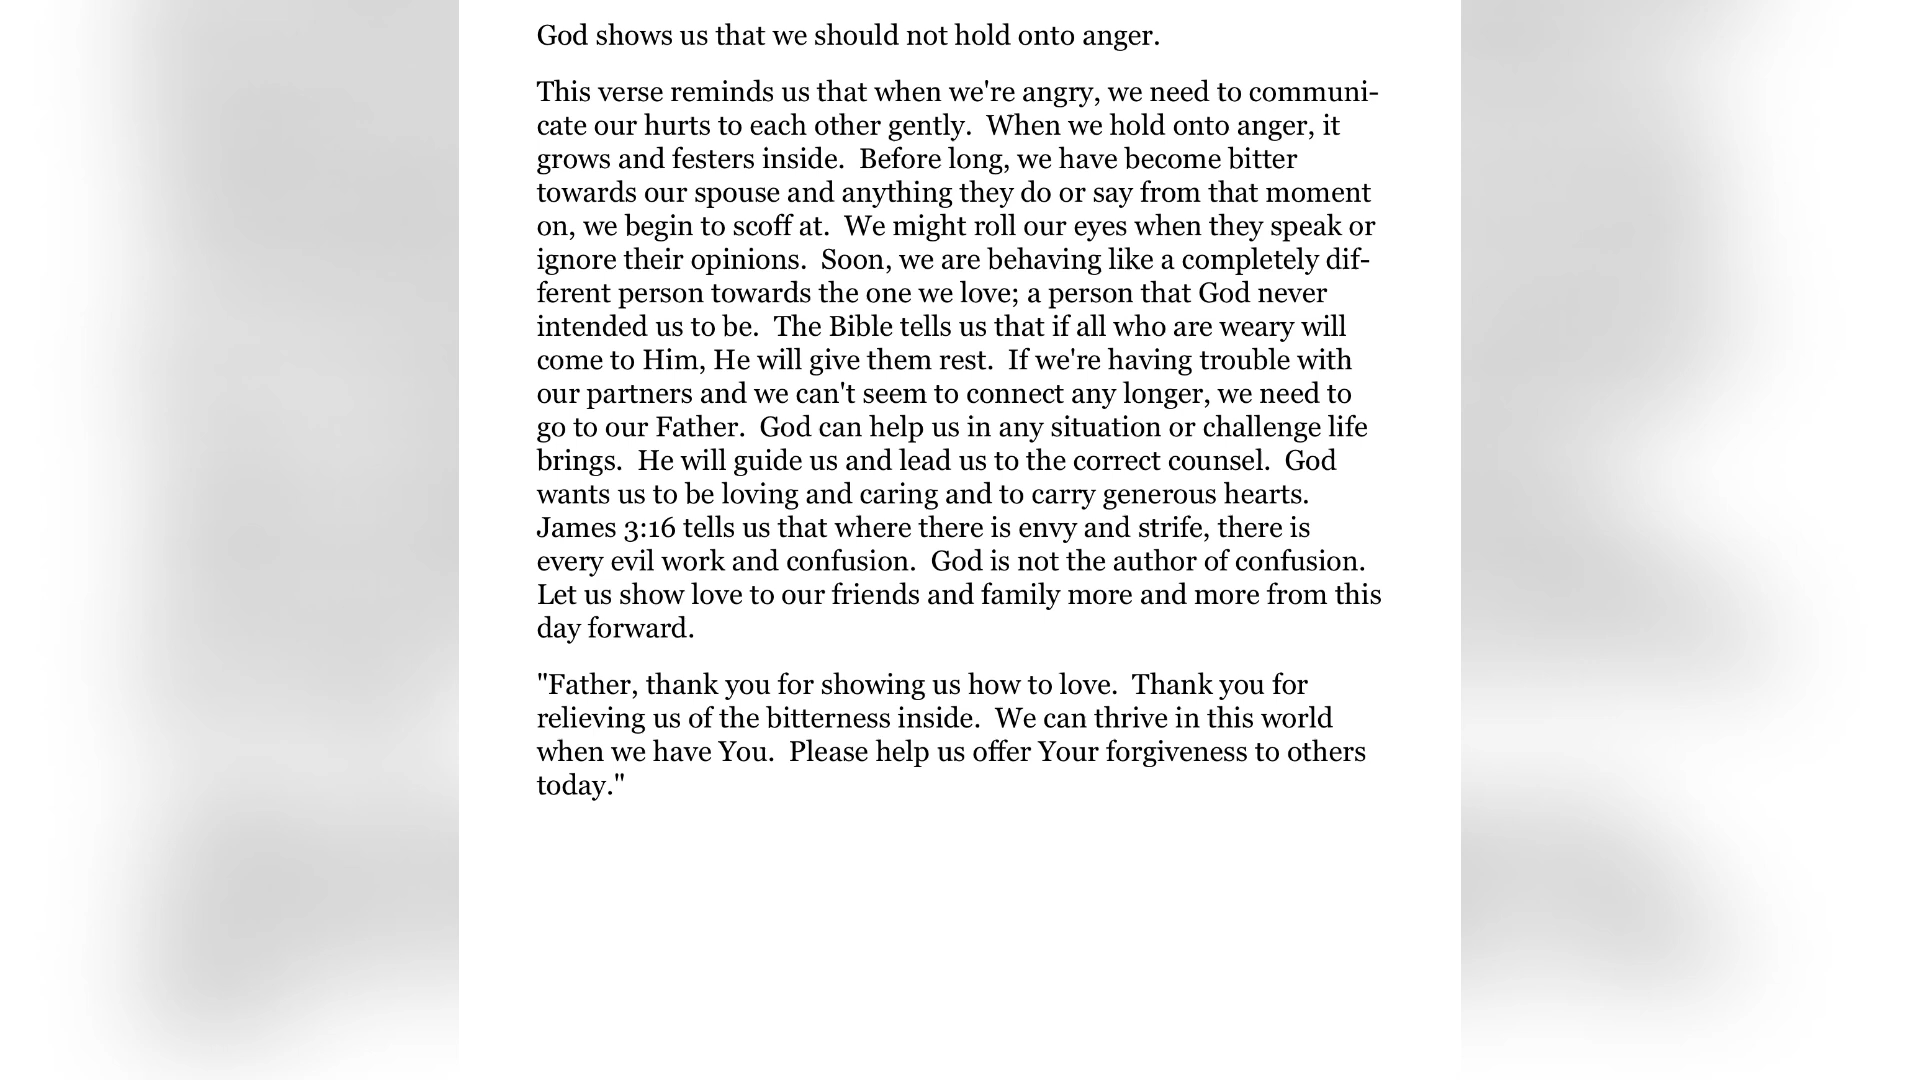 God shows us that we should not hold onto anger.
This verse reminds us that when we're angry, we need to communi-
cate our hurts to each other gently.  When we hold onto anger, it
grows and festers inside.  Before long, we have become bitter
towards our spouse and anything they do or say from that moment
on, we begin to scoff at.  We might roll our eyes when they speak or
ignore their opinions.  Soon, we are behaving like a completely dif-
ferent person towards the one we love; a person that God never
intended us to be.  The Bible tells us that if all who are weary will
come to Him, He will give them rest.  If we're having trouble with
our partners and we can't seem to connect any longer, we need to
go to our Father.  God can help us in any situation or challenge life
brings.  He will guide us and lead us to the correct counsel.  God
wants us to be loving and caring and to carry generous hearts.
James 3:16 tells us that where there is envy and strife, there is
every evil work and confusion.  God is not the author of confusion.
Let us show love to our friends and family more and more from this
day forward.
"Father, thank you for showing us how to love.  Thank you for
relieving us of the bitterness inside.  We can thrive in this world
when we have You.  Please help us offer Your forgiveness to others
today."